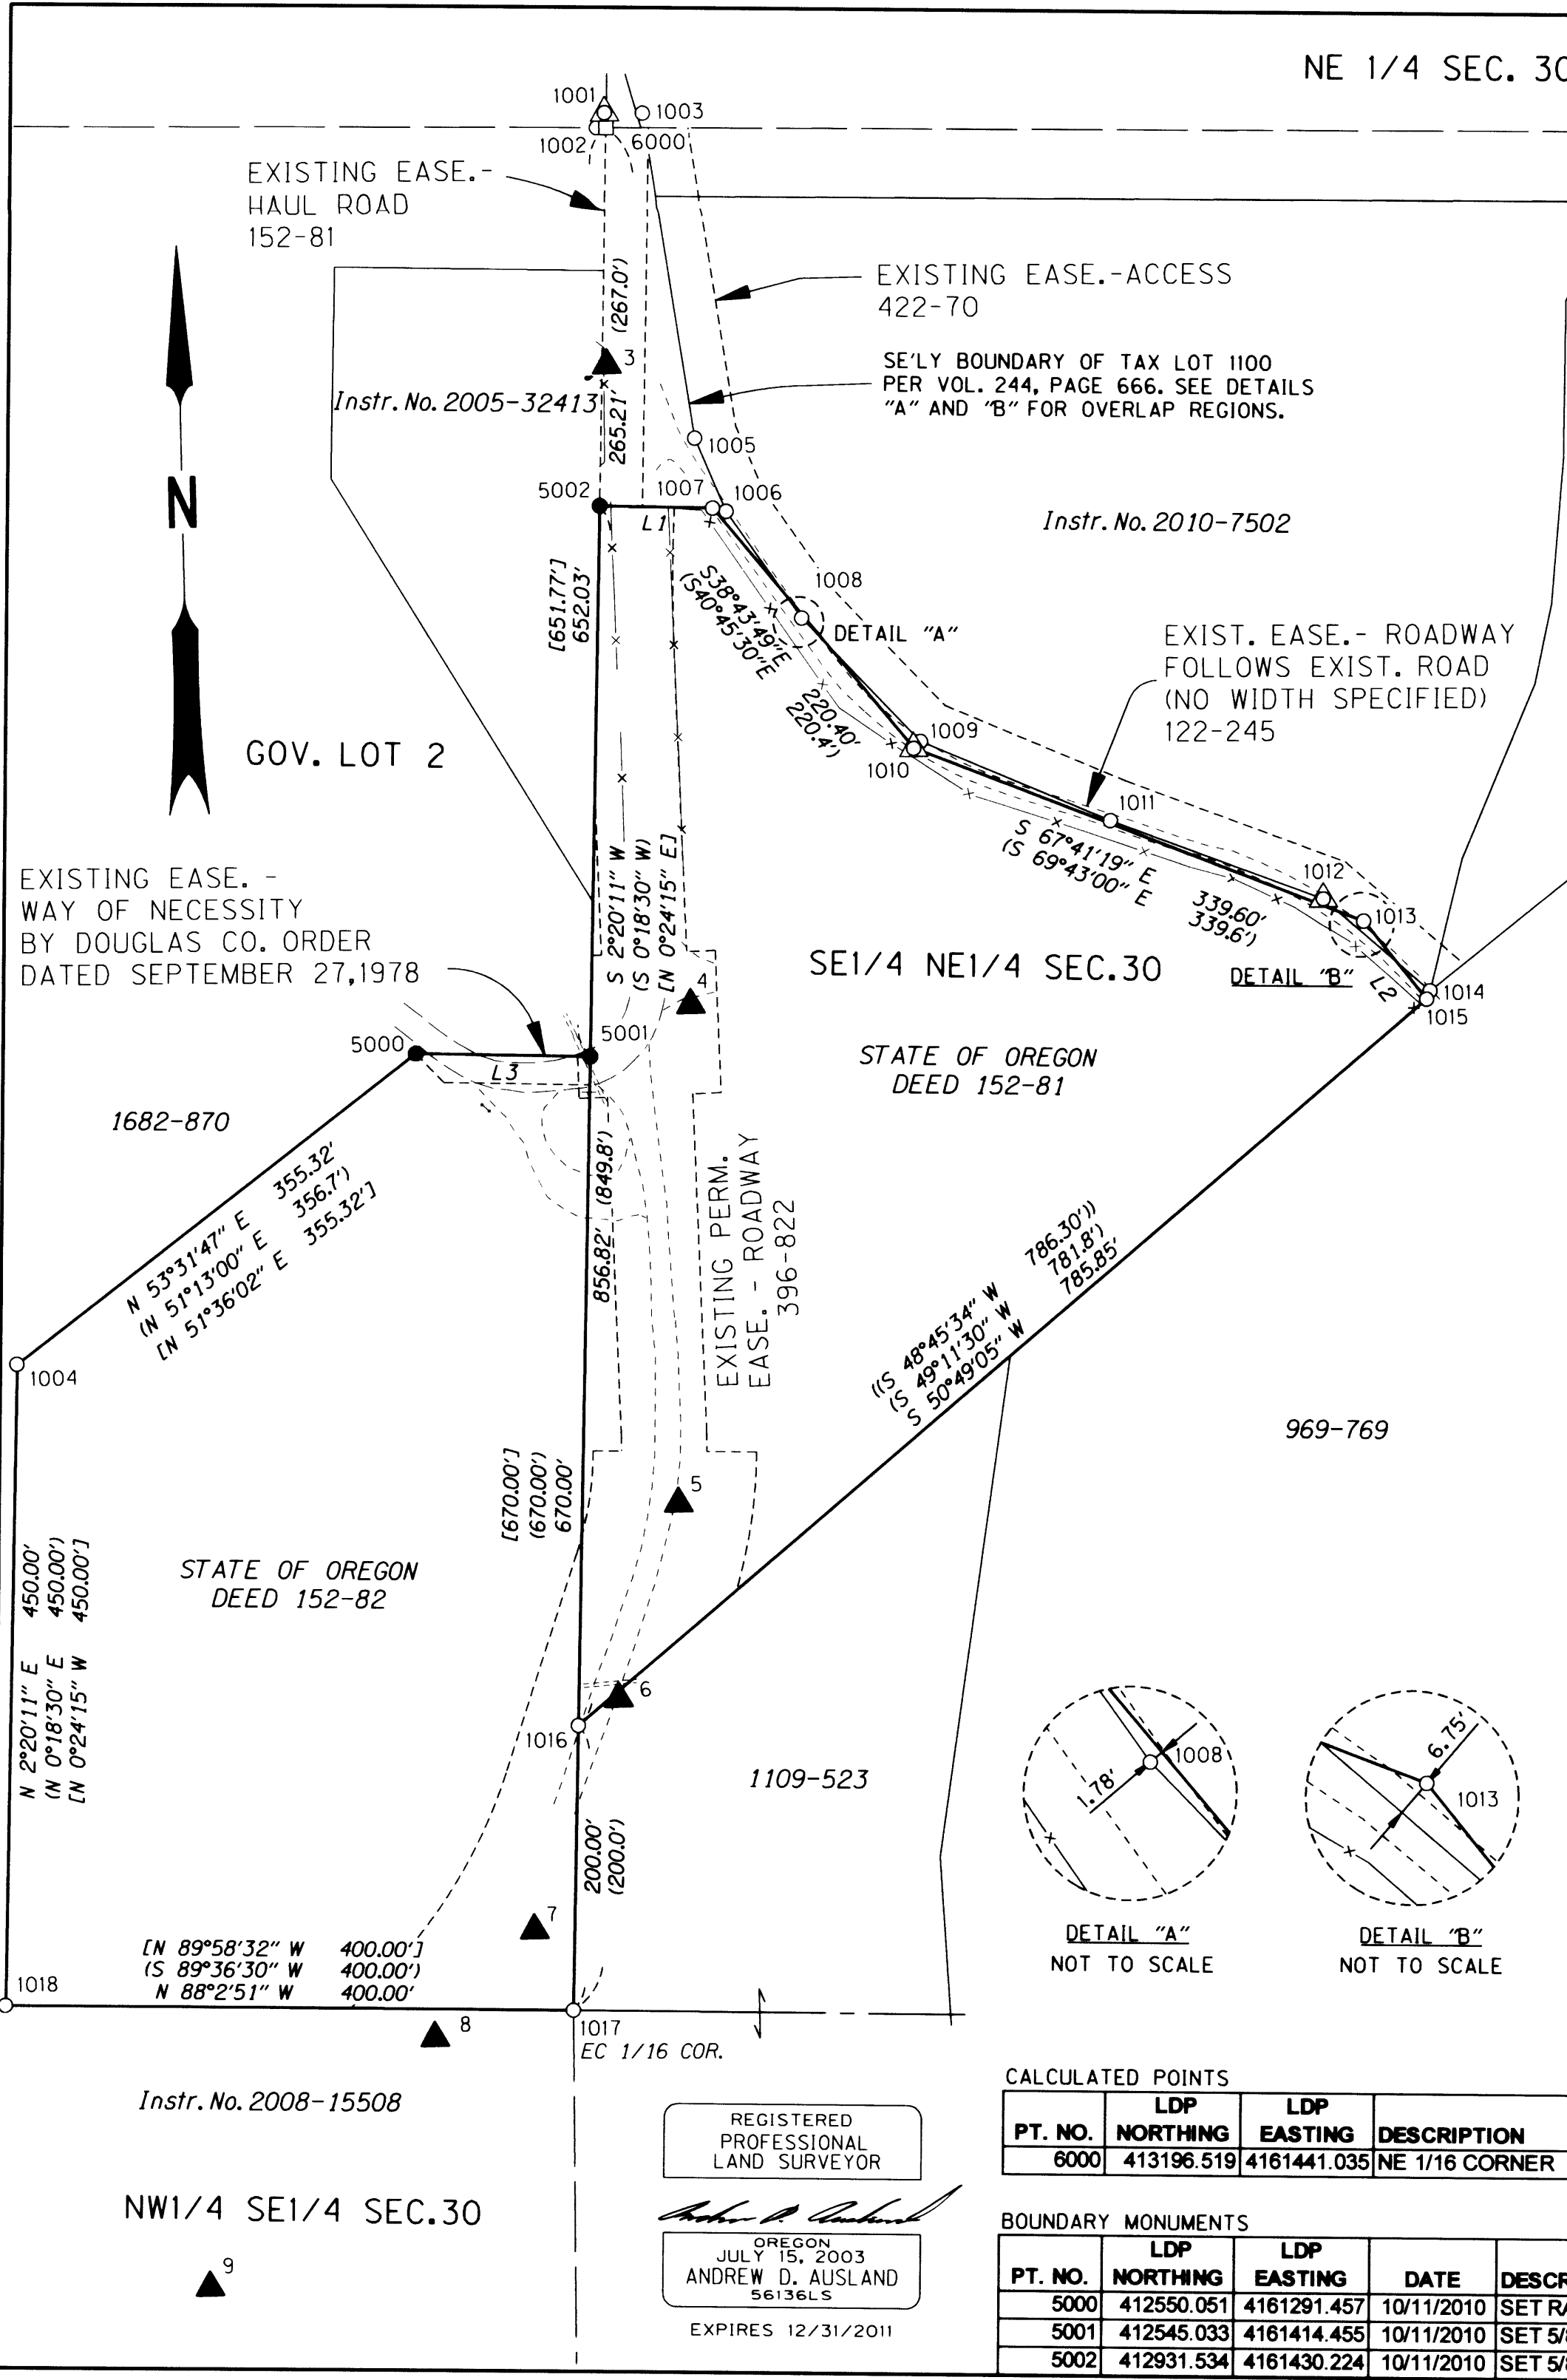 NE 1/4 SEC. 30
1001
1003
1002
6000
EXISTING EASE.-
HAUL ROAD
152-81
(267.0')
265.21'
EXISTING EASE.-ACCESS
422-70
SE'LY BOUNDARY OF TAX LOT 1100
PER VOL. 244, PAGE 666. SEE DETAILS
"A" AND "B" FOR OVERLAP REGIONS.
3
Instr. No. 2005-32413
1005
5002
1007
1006
L1
Instr. No. 2010-7502
N
[651.77']
652.03'
1008
S38°43'49"E 220.40'
(S40°45'30"E 220.4')
DETAIL "A"
EXIST. EASE.- ROADWAY
FOLLOWS EXIST. ROAD
(NO WIDTH SPECIFIED)
122-245
GOV. LOT 2
1009
1010
1011
S 67°41'19" E 339.60'
(S 69°43'00" E 339.6')
1012
1013
EXISTING EASE. -
WAY OF NECESSITY
BY DOUGLAS CO. ORDER
DATED SEPTEMBER 27,1978
S 2°20'11" W
(S 0°18'30" W)
[N 0°24'15" E]
SE1/4 NE1/4 SEC.30
DETAIL "B"
L2
1014
1015
4
5000
5001
L3
STATE OF OREGON
DEED 152-81
1682-870
N 53°31'47" E 355.32'
(N 51°13'00" E 356.7')
[N 51°36'02" E 355.32']
856.82' (849.8')
EXISTING PERM.
EASE. - ROADWAY
396-822
((S 48°45'34" W 786.30'))
(S 49°11'30" W 781.8')
S 50°49'05" W 785.85'
1004
969-769
[670.00']
(670.00')
670.00'
5
STATE OF OREGON
DEED 152-82
N 2°20'11" E 450.00'
(N 0°18'30" E 450.00')
[N 0°24'15" W 450.00']
6
1016
1109-523
1008
1.78'
6.75'
1013
200.00'
(200.0')
7
DETAIL "A"
NOT TO SCALE
DETAIL "B"
NOT TO SCALE
[N 89°58'32" W 400.00']
(S 89°36'30" W 400.00')
N 88°2'51" W 400.00'
1018
8
1017
EC 1/16 COR.
Instr. No. 2008-15508
REGISTERED
PROFESSIONAL
LAND SURVEYOR
OREGON
JULY 15, 2003
ANDREW D. AUSLAND
56136LS
EXPIRES 12/31/2011
NW1/4 SE1/4 SEC.30
9
CALCULATED POINTS
PT. NO. LDP NORTHING LDP EASTING DESCRIPTION
6000 413196.519 4161441.035 NE 1/16 CORNER
BOUNDARY MONUMENTS
PT. NO. LDP NORTHING LDP EASTING DATE DESCR
5000 412550.051 4161291.457 10/11/2010 SET R/
5001 412545.033 4161414.455 10/11/2010 SET 5/
5002 412931.534 4161430.224 10/11/2010 SET 5/